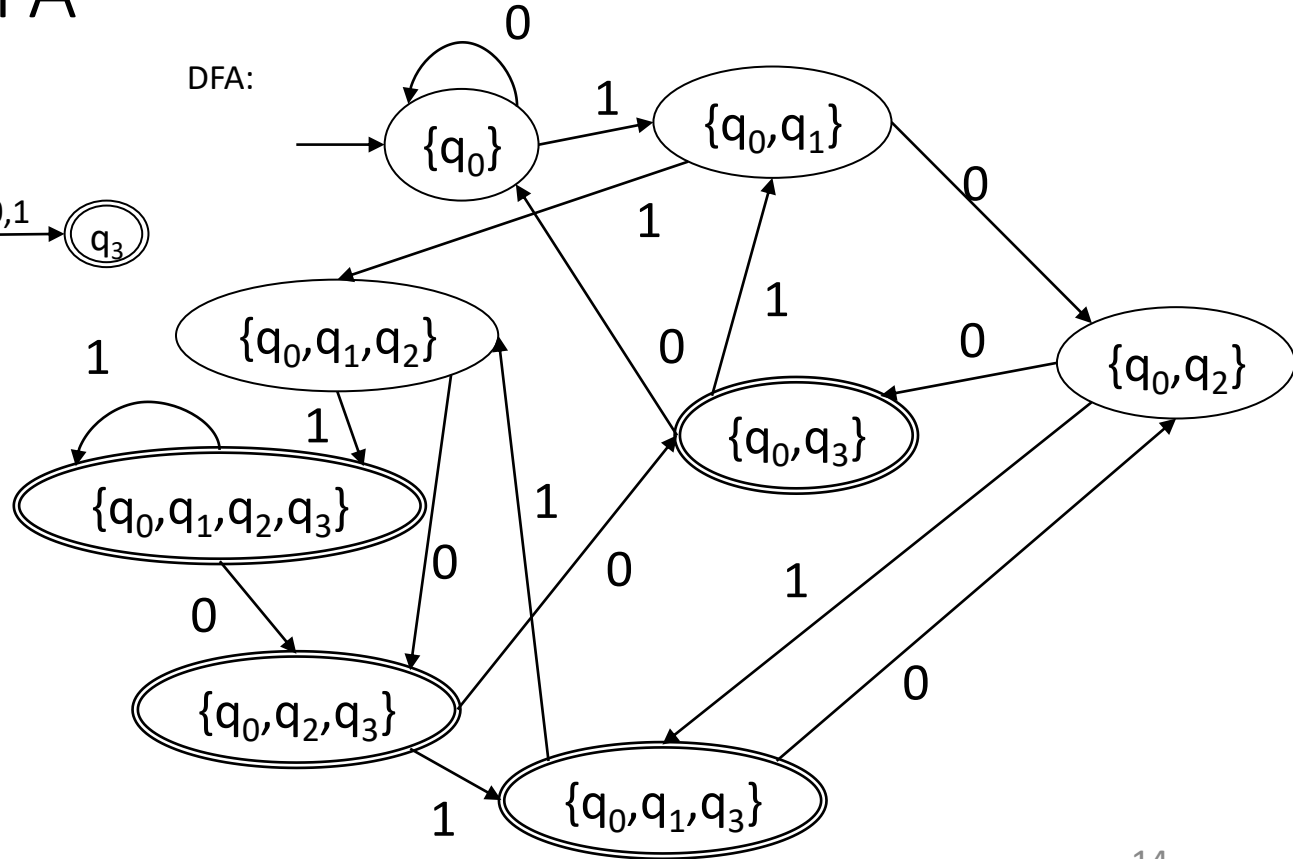 0
DFA:
1
{q₀}
{q₀,q₁}
0
0,1
q₃
1
1
{q₀,q₁,q₂}
0
0
{q₀,q₂}
1
1
{q₀,q₃}
{q₀,q₁,q₂,q₃}
1
0
0
1
0
0
{q₀,q₂,q₃}
1
{q₀,q₁,q₃}